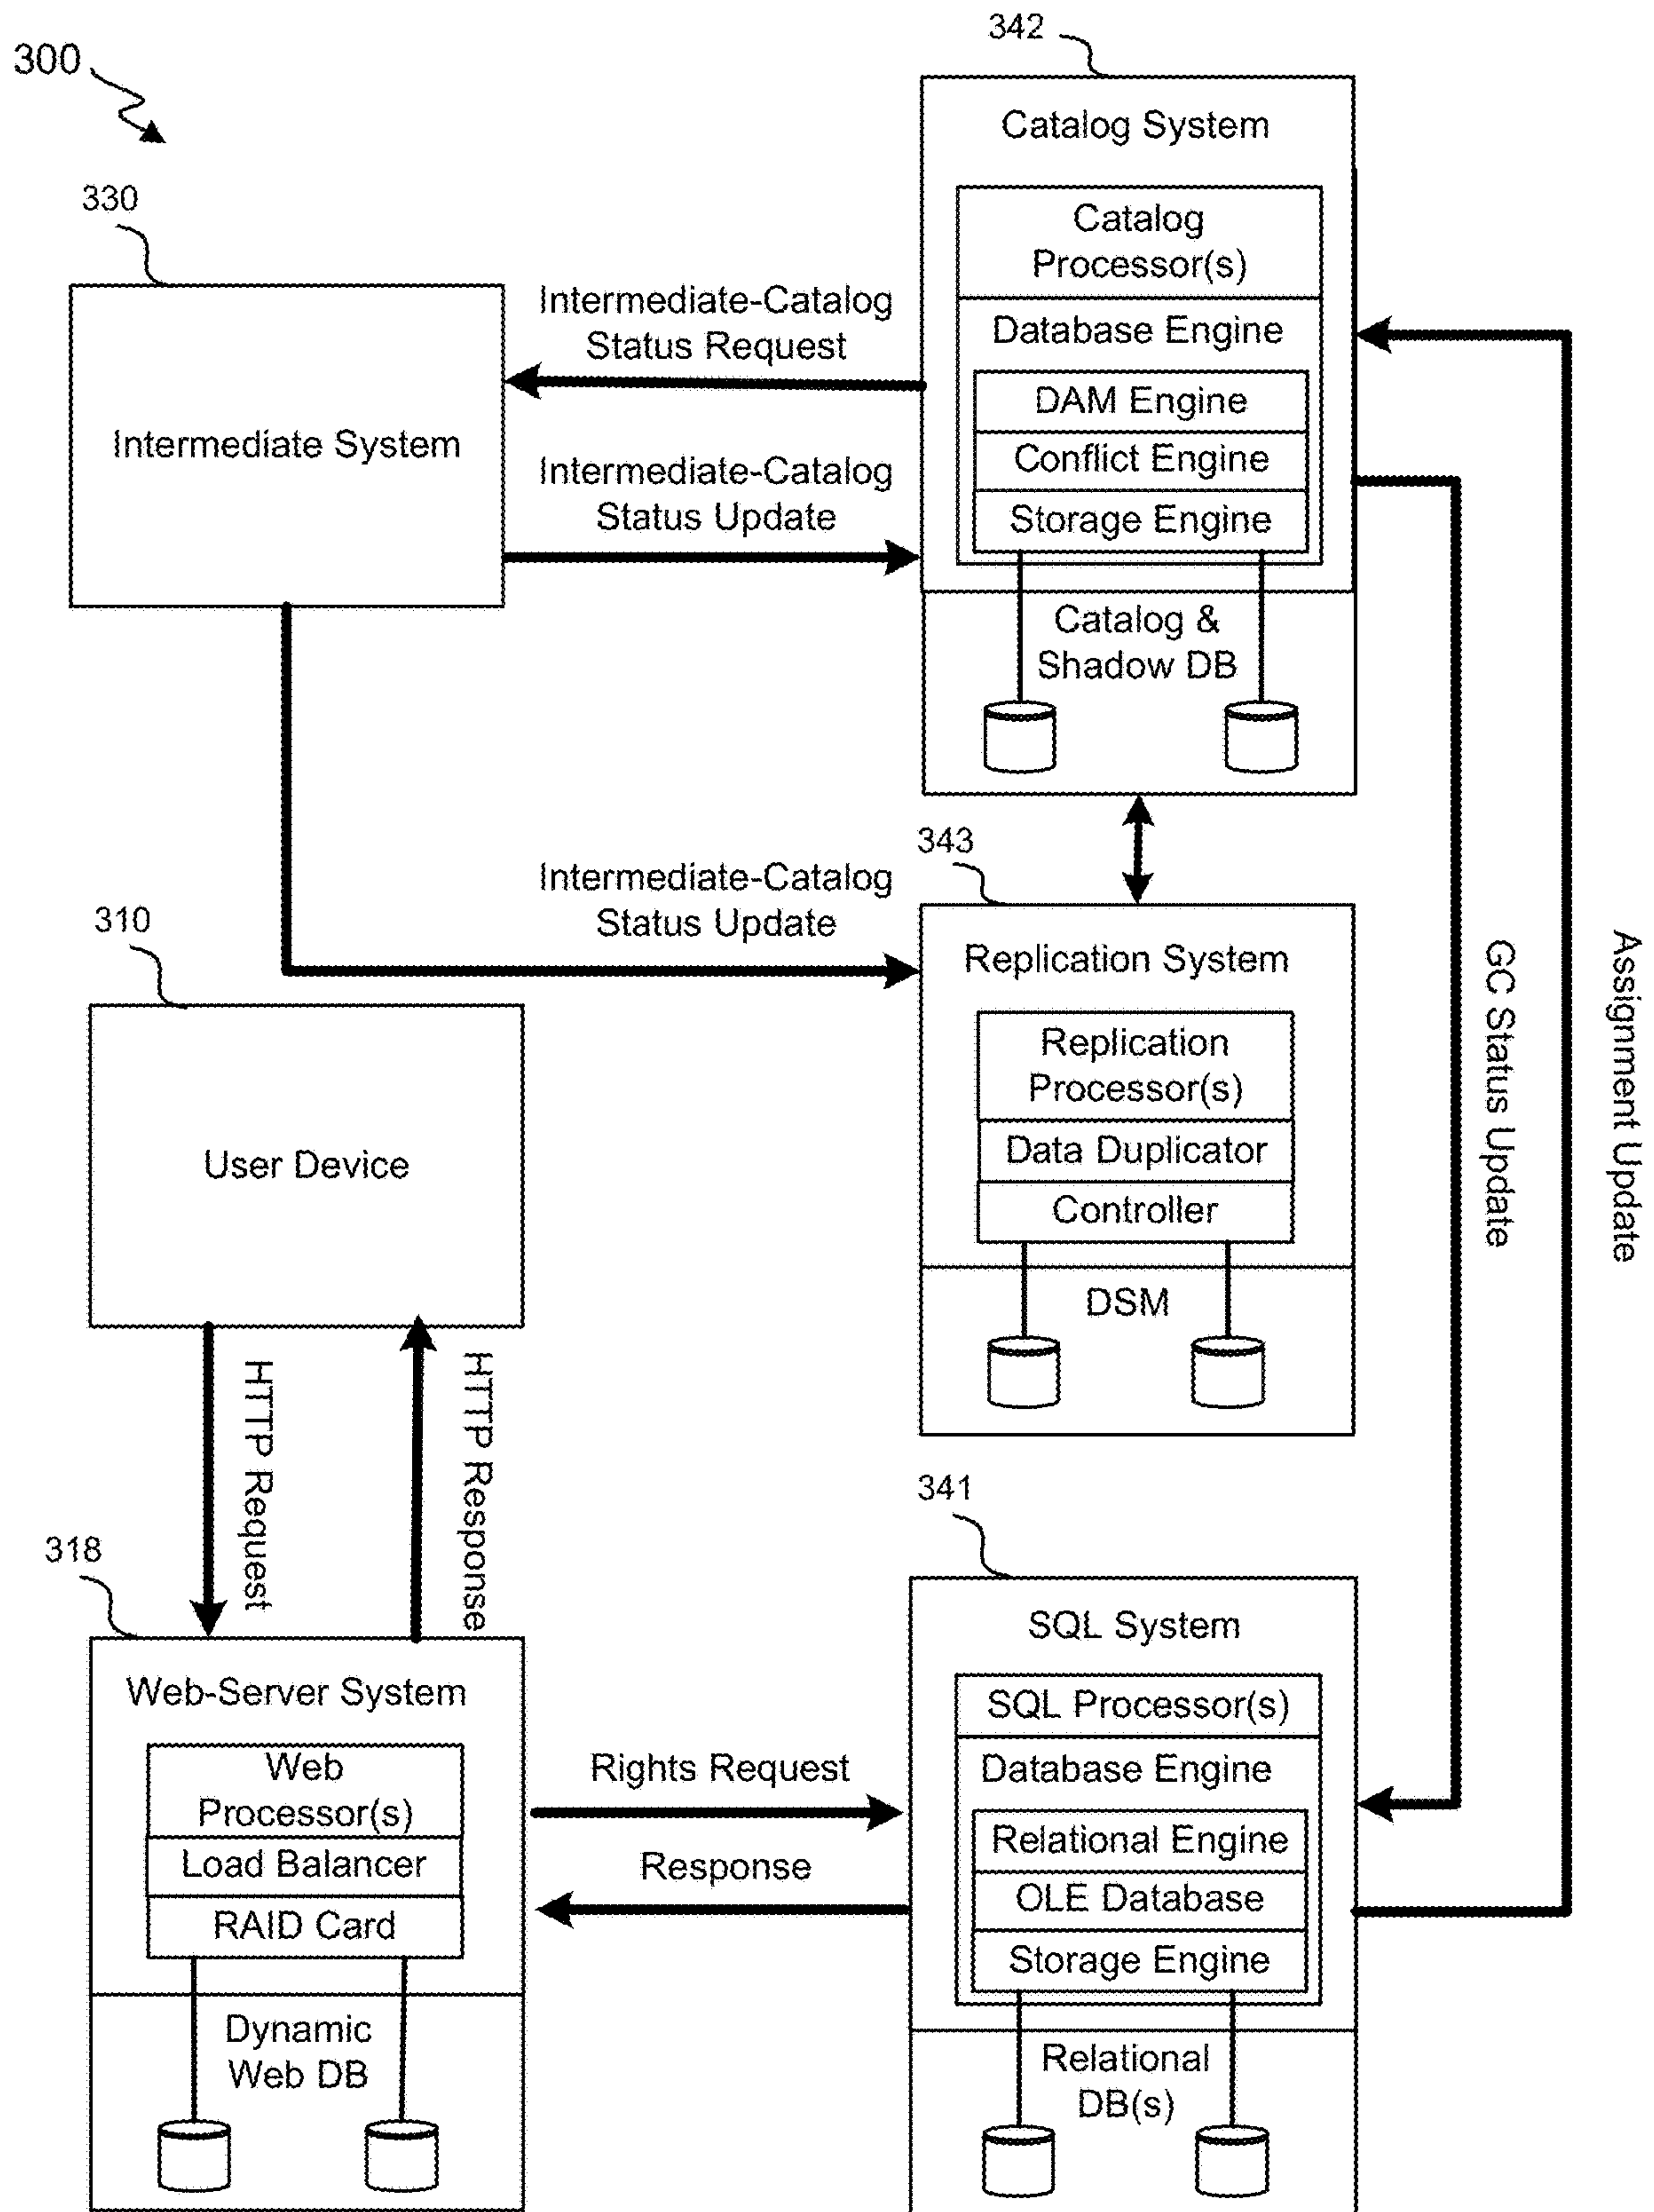 300
342
Catalog System
Catalog
Processor(s)
Database Engine
DAM Engine
Conflict Engine
Storage Engine
Catalog &
Shadow DB
330
Intermediate System
Intermediate-Catalog
Status Request
Intermediate-Catalog
Status Update
Intermediate-Catalog
Status Update
343
Replication System
Replication
Processor(s)
Data Duplicator
Controller
DSM
GC Status Update
Assignment Update
310
User Device
HTTP Request
HTTP Response
318
Web-Server System
Web
Processor(s)
Load Balancer
RAID Card
Dynamic
Web DB
Rights Request
Response
341
SQL System
SQL Processor(s)
Database Engine
Relational Engine
OLE Database
Storage Engine
Relational
DB(s)